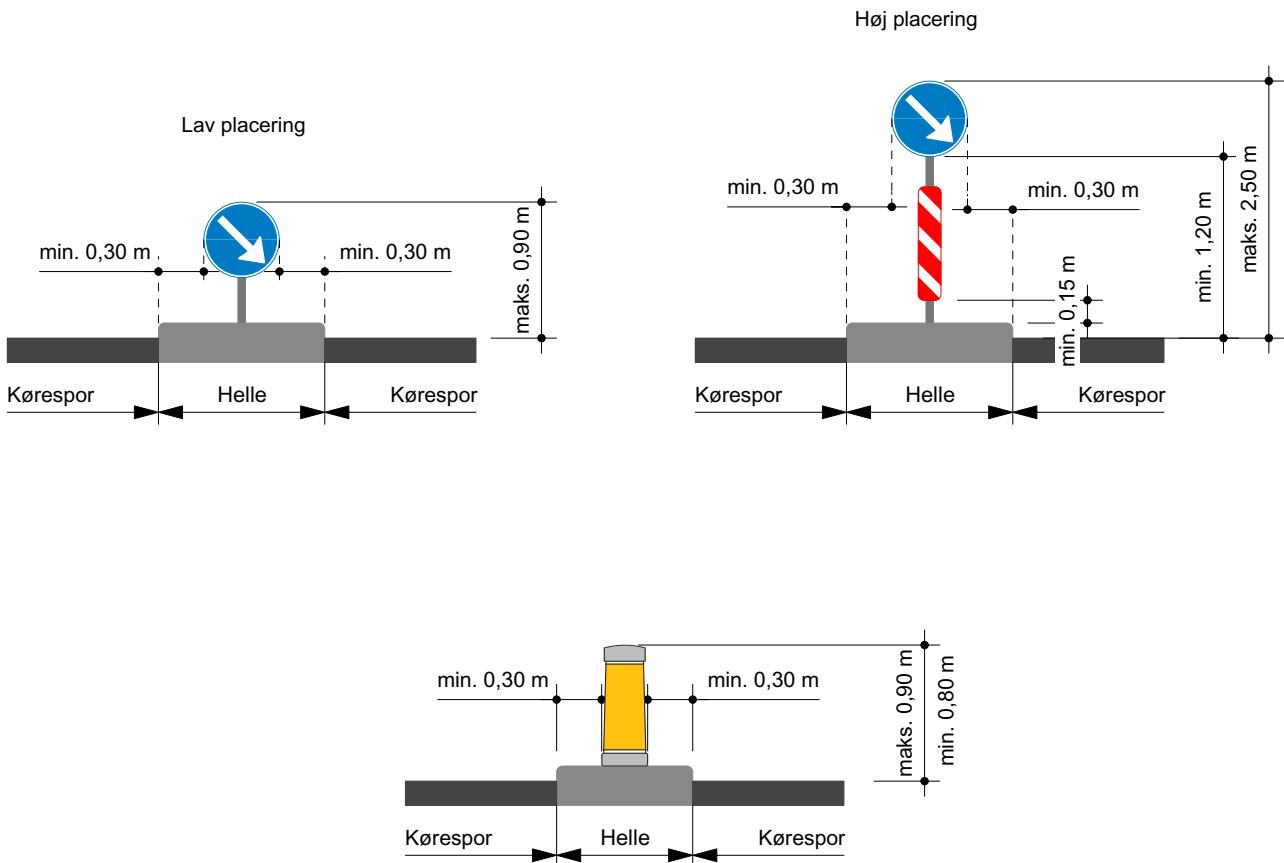 Høj placering
Lav placering
min. 0,30 m
min. 0,30 m
maks. 0,90 m
Kørespor
Helle
Kørespor
min. 0,30 m
min. 0,30 m
min. 0,15 m
min. 1,20 m
maks. 2,50 m
Kørespor
Helle
Kørespor
min. 0,30 m
min. 0,30 m
maks. 0,90 m
min. 0,80 m
Kørespor
Helle
Kørespor